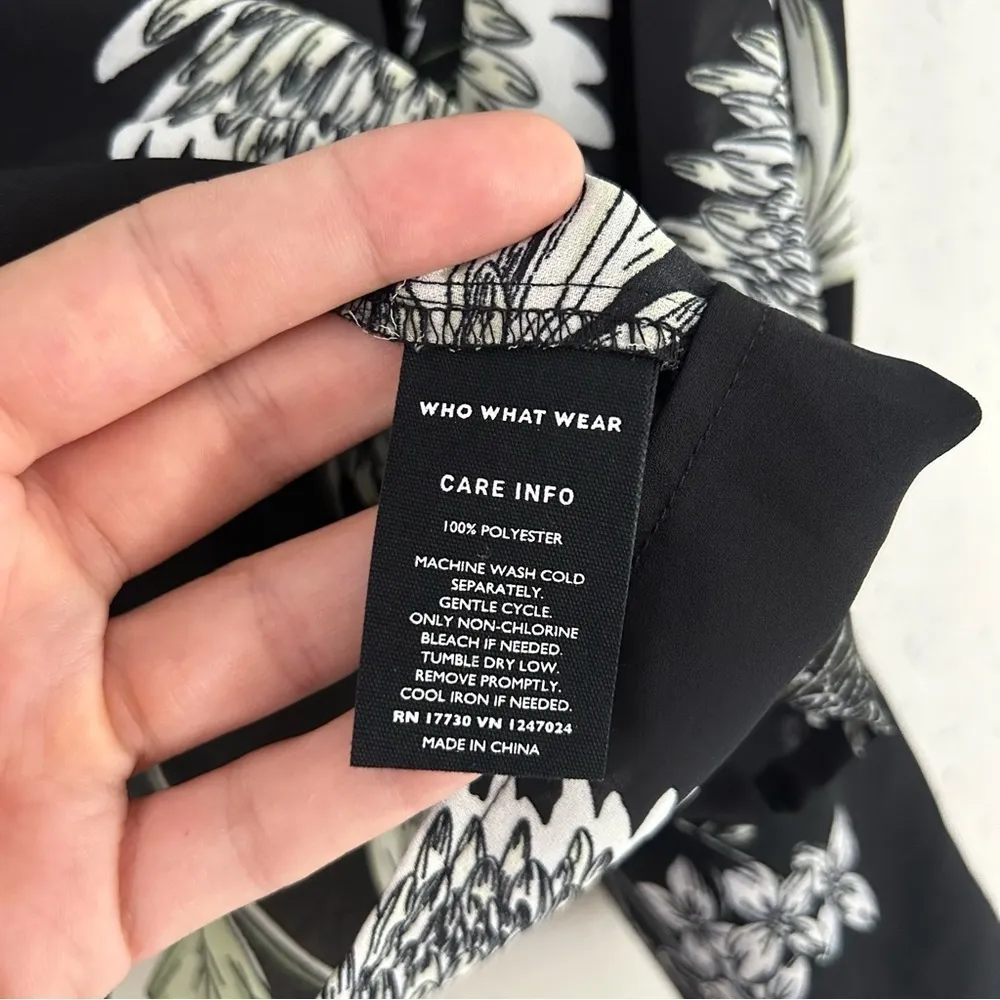 WHO WHAT WEAR
CARE INFO
100% POLYESTER
MACHINE WASH COLD
SEPARATELY.
GENTLE CYCLE.
ONLY NON-CHLORINE
BLEACH IF NEEDED.
TUMBLE DRY LOW.
REMOVE PROMPTLY.
COOL IRON IF NEEDED.
RN 17730 VN 1247024
MADE IN CHINA